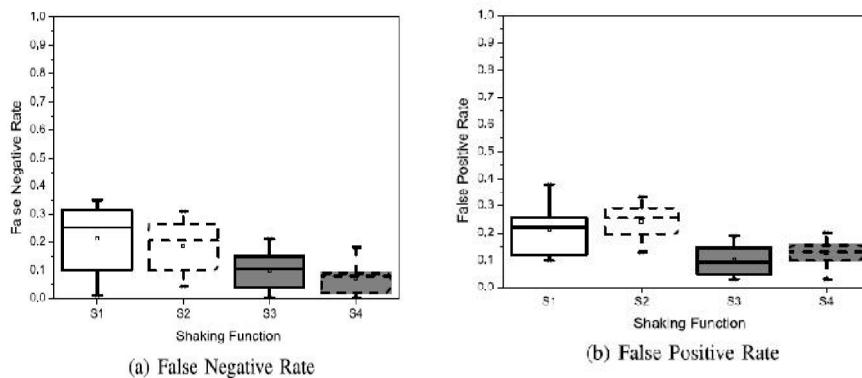 1,0
0,9
0,8
0,7
0,6
0,5
0,4
0,3
0,2
0,1
0,0
False Negative Rate
S1 S2 S3 S4
Shaking Function
(a) False Negative Rate
1,0
0,9
0,8
0,7
0,6
0,5
0,4
0,3
0,2
0,1
0,0
False Positive Rate
S1 S2 S3 S4
Shaking Function
(b) False Positive Rate